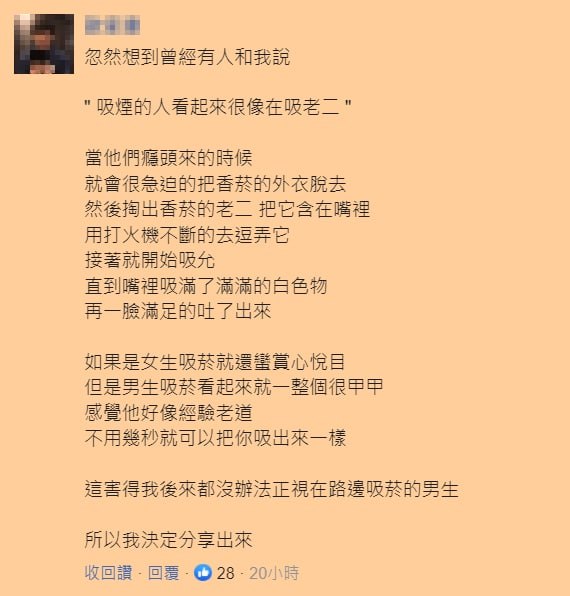 忽然想到曾經有人和我說
" 吸煙的人看起來很像在吸老二 "
當他們癮頭來的時候
就會很急迫的把香菸的外衣脫去
然後掏出香菸的老二 把它含在嘴裡
用打火機不斷的去逗弄它
接著就開始吸允
直到嘴裡吸滿了滿滿的白色物
再一臉滿足的吐了出來
如果是女生吸菸就還蠻賞心悅目
但是男生吸菸看起來就一整個很甲甲
感覺他好像經驗老道
不用幾秒就可以把你吸出來一樣
這害得我後來都沒辦法正視在路邊吸菸的男生
所以我決定分享出來
收回讚 · 回覆 · 28 · 20小時